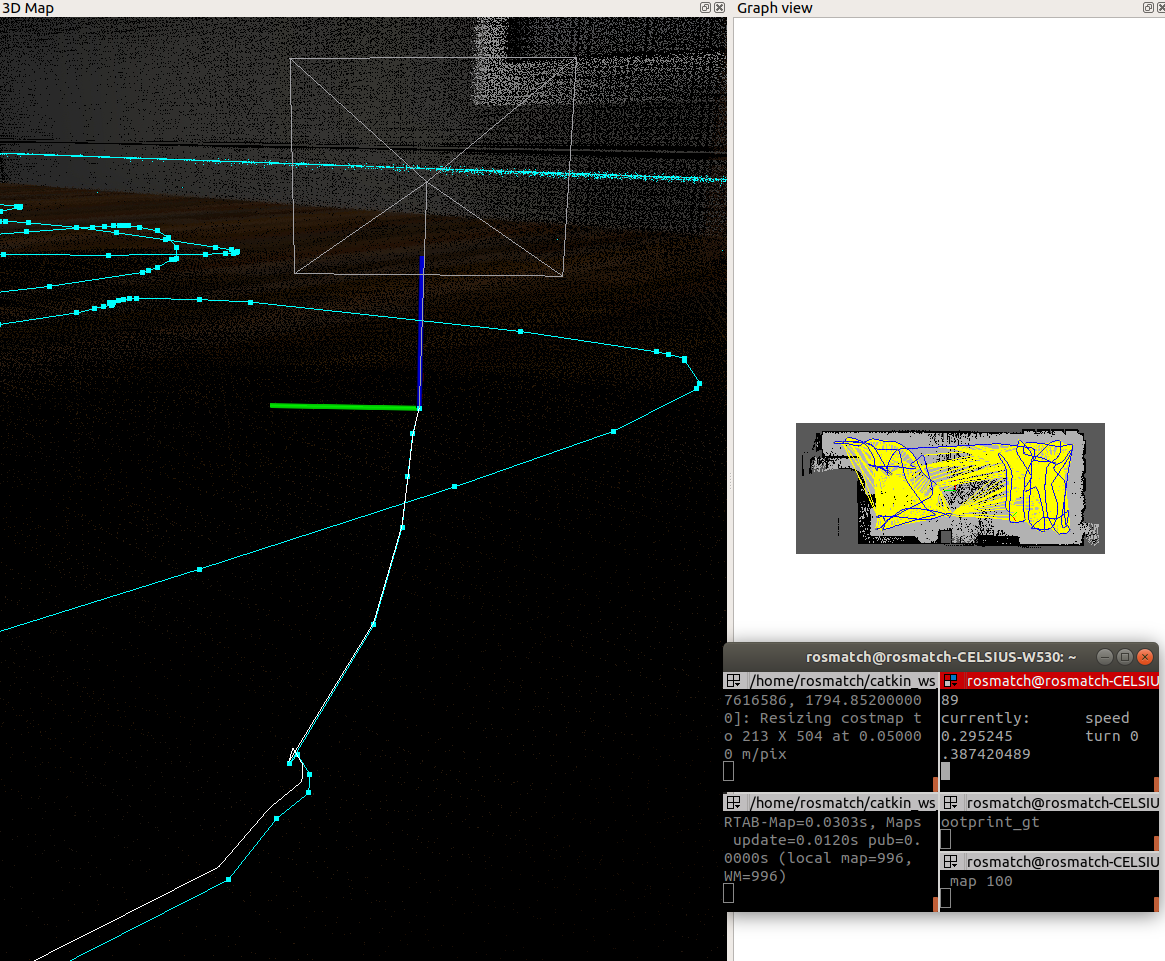 3D Map
Graph view
rosmatch@rosmatch-CELSIUS-W530: ~
/home/rosmatch/catkin_ws
7616586, 1794.85200000
0]: Resizing costmap t
o 213 X 504 at 0.05000
0 m/pix
rosmatch@rosmatch-CELSIU
89
currently: speed
0.295245 turn 0
.387420489
/home/rosmatch/catkin_ws
RTAB-Map=0.0303s, Maps
update=0.0120s pub=0.
0000s (local map=996,
WM=996)
rosmatch@rosmatch-CELSIU
ootprint_gt
rosmatch@rosmatch-CELSIU
map 100